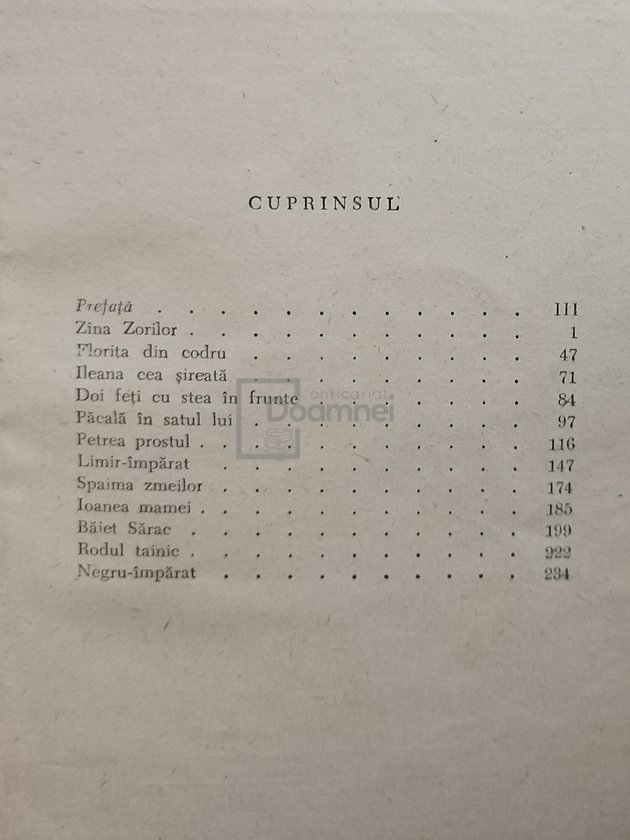 CUPRINSUL
Prefață . . . . . . . . . . . . III
Zîna Zorilor . . . . . . . . . . . 1
Florița din codru . . . . . . . . . 47
Ileana cea șireată . . . . . . . . . 71
Doi feți cu stea în frunte . . . . . . . 84
Păcală în satul lui . . . . . . . . . 97
Petrea prostul . . . . . . . . . . . 116
Limir-împărat . . . . . . . . . . 147
Spaima zmeilor . . . . . . . . . . 174
Ioanea mamei . . . . . . . . . . . 185
Băiet Sărac . . . . . . . . . . . 199
Rodul tainic . . . . . . . . . . . 222
Negru-împărat . . . . . . . . . . 234
anticariat
Doamnei